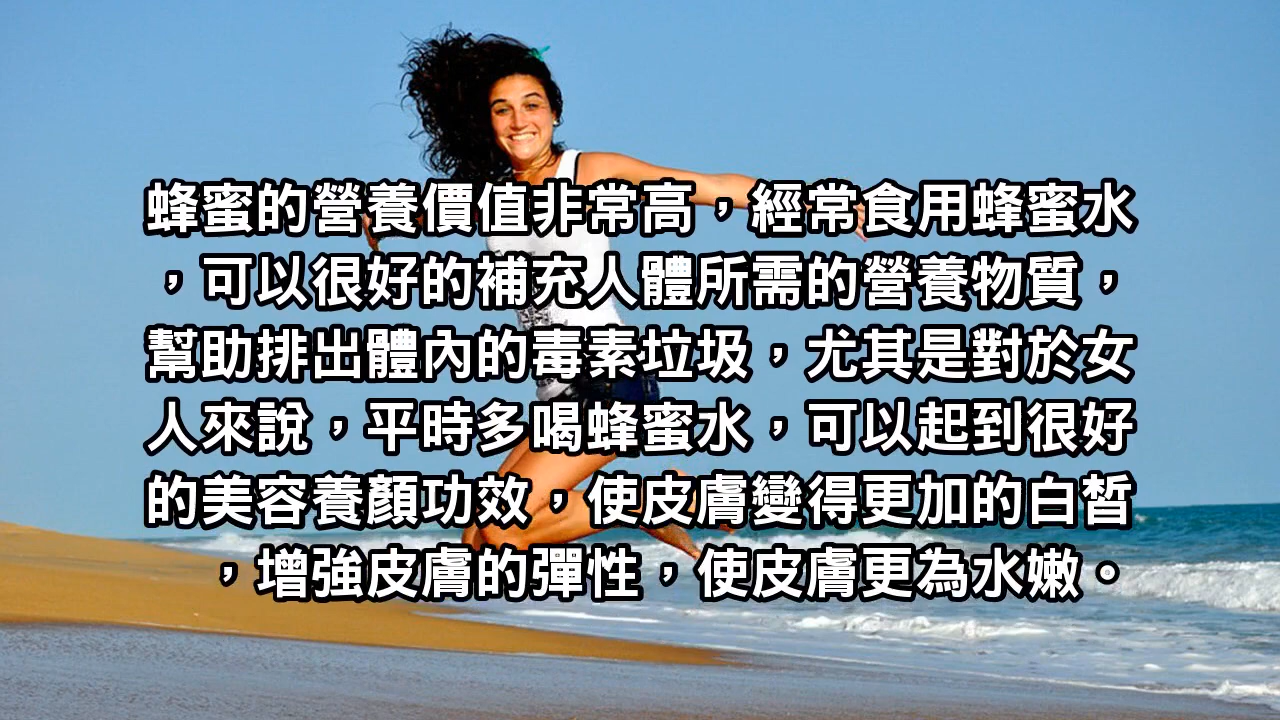 蜂蜜的營養價值非常高，經常食用蜂蜜水
，可以很好的補充人體所需的營養物質，
幫助排出體內的毒素垃圾，尤其是對於女
人來說，平時多喝蜂蜜水，可以起到很好
的美容養顏功效，使皮膚變得更加的白皙
，增強皮膚的彈性，使皮膚更為水嫩。